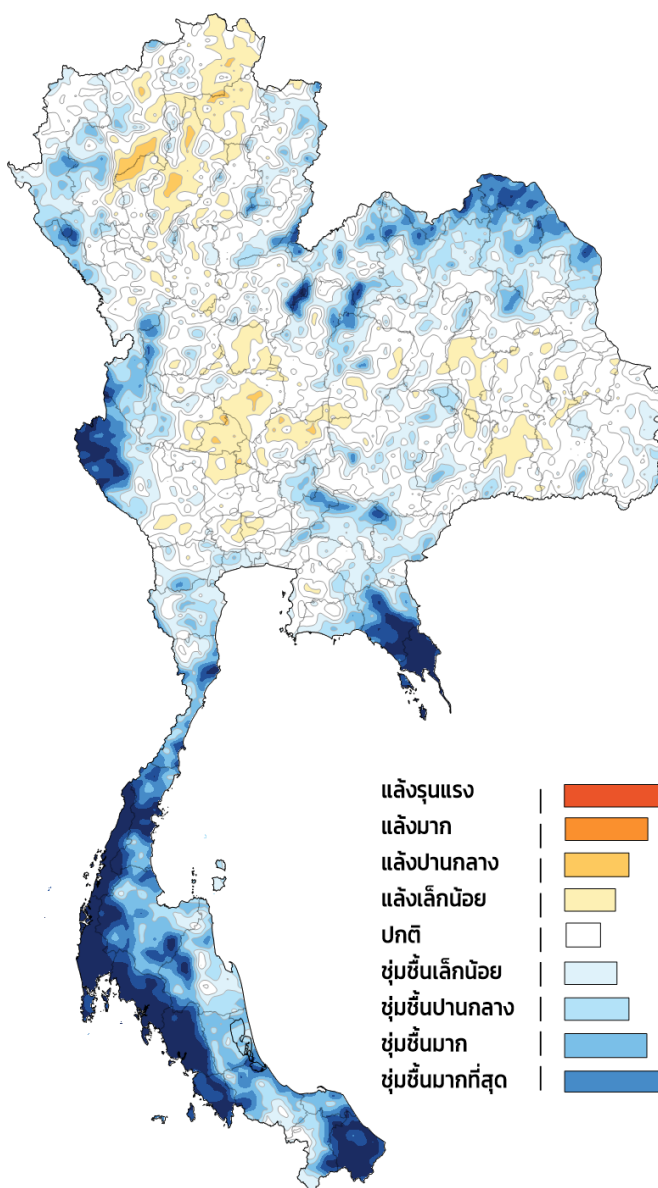 แล้งรุนแรง
แล้งมาก
แล้งปานกลาง
แล้งเล็กน้อย
ปกติ
ชุ่มชื้นเล็กน้อย
ชุ่มชื้นปานกลาง
ชุ่มชื้นมาก
ชุ่มชื้นมากที่สุด